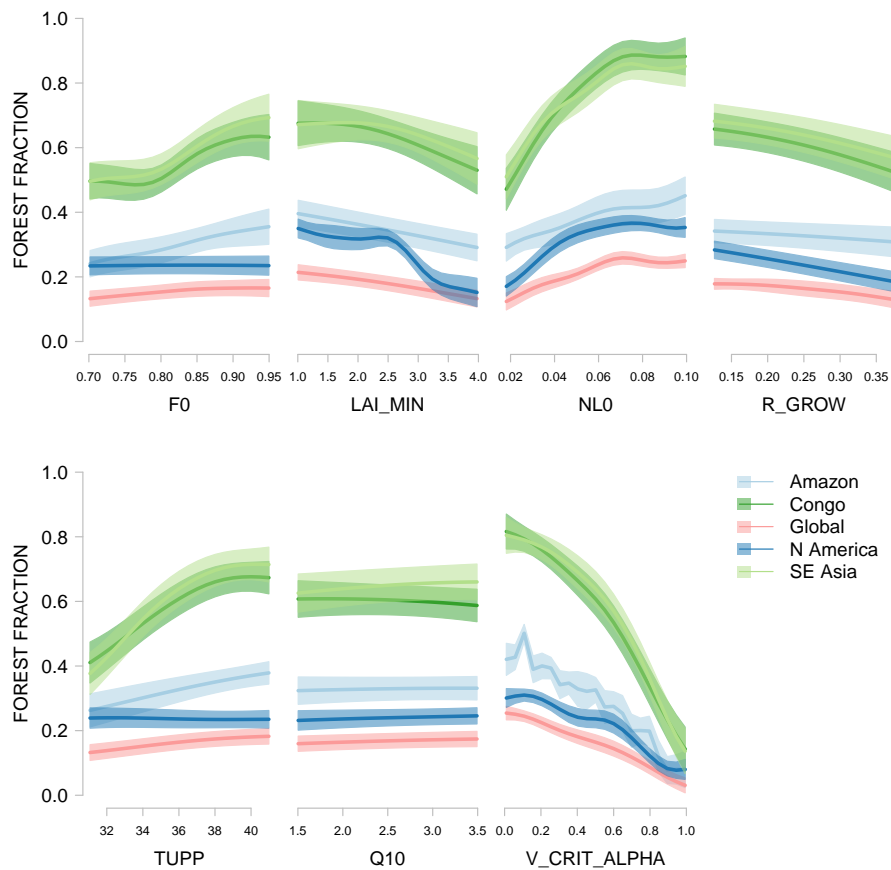 FOREST FRACTION
1.0
0.8
0.6
0.4
0.2
0.0
0.70 0.75 0.80 0.85 0.90 0.95
F0
1.0 1.5 2.0 2.5 3.0 3.5 4.0
LAI_MIN
0.02 0.04 0.06 0.08 0.10
NL0
0.15 0.20 0.25 0.30 0.35
R_GROW
FOREST FRACTION
1.0
0.8
0.6
0.4
0.2
0.0
32 34 36 38 40
TUPP
1.5 2.0 2.5 3.0 3.5
Q10
0.0 0.2 0.4 0.6 0.8 1.0
V_CRIT_ALPHA
Amazon
Congo
Global
N America
SE Asia